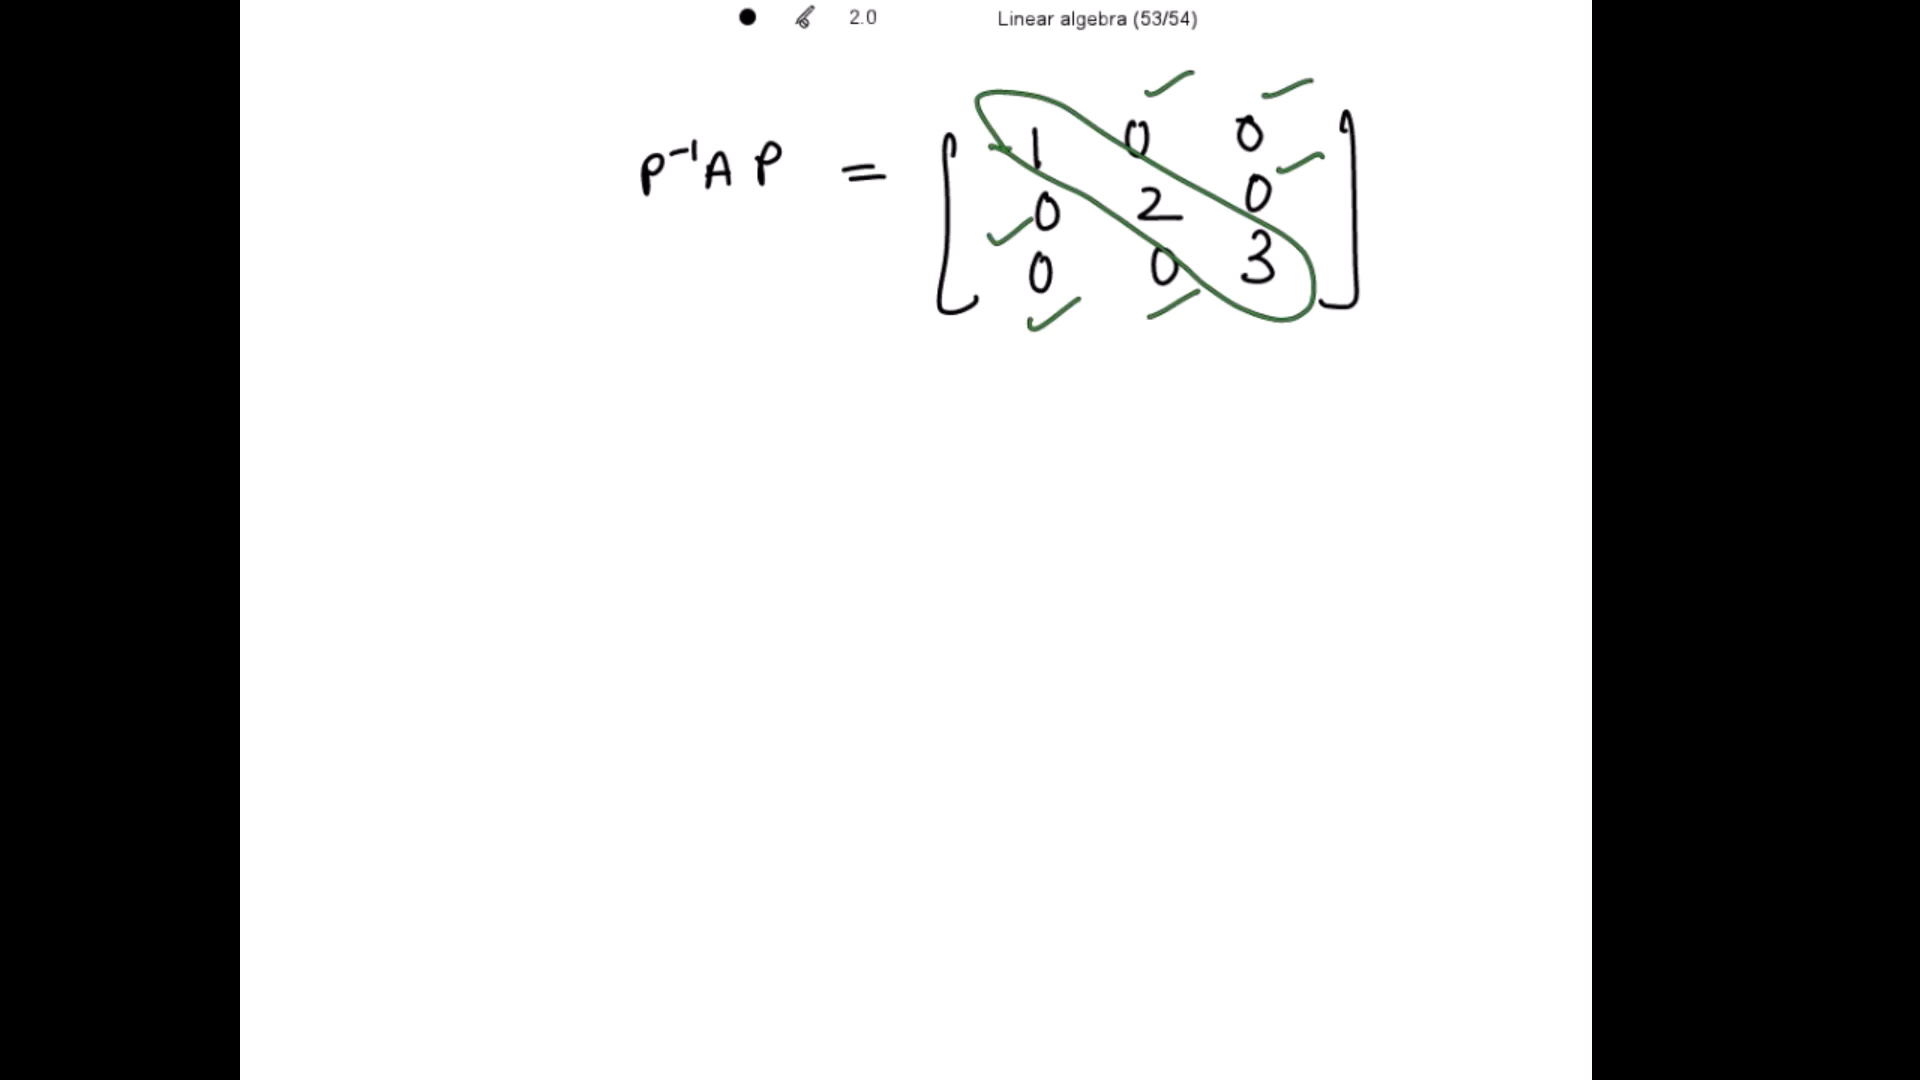 2.0 Linear algebra (53/54)
P⁻¹AP = [ 1 0 0
0 2 0
0 0 3 ]